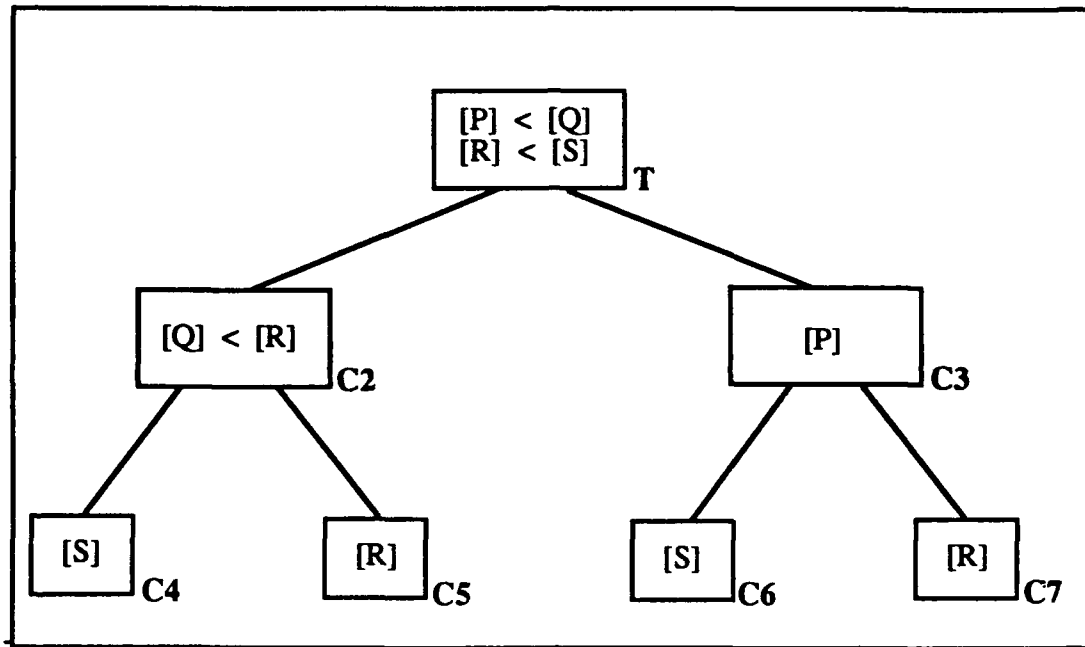 [P] < [Q]
[R] < [S]
T
[Q] < [R]
C2
[P]
C3
[S]
C4
[R]
C5
[S]
C6
[R]
C7